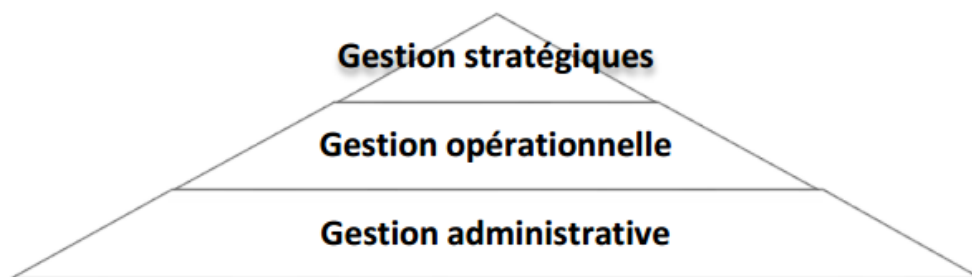 Gestion stratégiques
Gestion opérationnelle
Gestion administrative